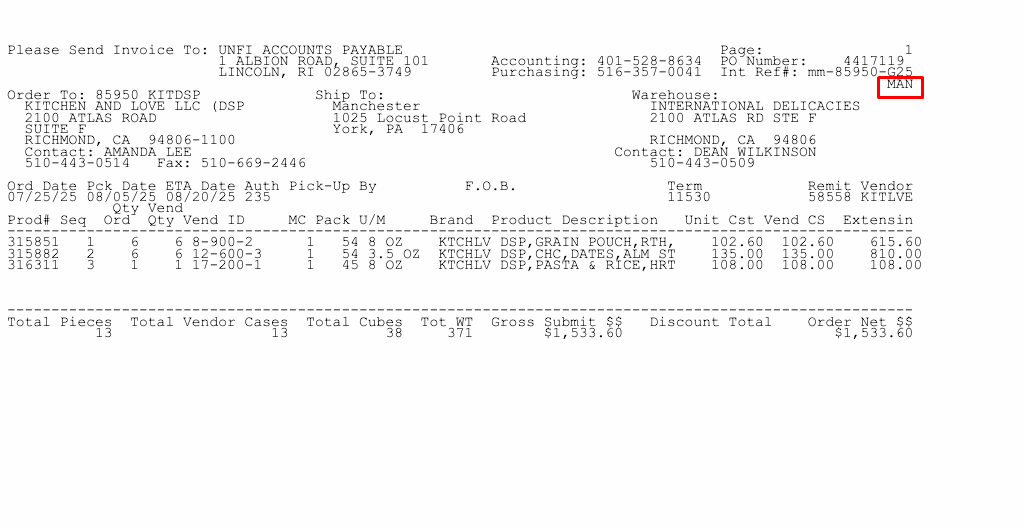 Please Send Invoice To: UNFI ACCOUNTS PAYABLE Page: 1
1 ALBION ROAD, SUITE 101 Accounting: 401-528-8634 PO Number: 4417119
LINCOLN, RI 02865-3749 Purchasing: 516-357-0041 Int Ref#: mm-85950-G25
MAN
Order To: 85950 KITDSP Ship To: Warehouse:
KITCHEN AND LOVE LLC (DSP Manchester INTERNATIONAL DELICACIES
2100 ATLAS ROAD 1025 Locust Point Road 2100 ATLAS RD STE F
SUITE F York, PA 17406
RICHMOND, CA 94806-1100 RICHMOND, CA 94806
Contact: AMANDA LEE Contact: DEAN WILKINSON
510-443-0514 Fax: 510-669-2446 510-443-0509
Ord Date Pck Date ETA Date Auth Pick-Up By F.O.B. Term Remit Vendor
07/25/25 08/05/25 08/20/25 235 11530 58558 KITLVE
Qty Vend
Prod# Seq Ord Qty Vend ID MC Pack U/M Brand Product Description Unit Cst Vend CS Extensin
315851 1 6 6 8-900-2 1 54 8 OZ KTCHLV DSP,GRAIN POUCH,RTH, 102.60 102.60 615.60
315882 2 6 6 12-600-3 1 54 3.5 OZ KTCHLV DSP,CHC,DATES,ALM ST 135.00 135.00 810.00
316311 3 1 1 17-200-1 1 45 8 OZ KTCHLV DSP,PASTA & RICE,HRT 108.00 108.00 108.00
Total Pieces Total Vendor Cases Total Cubes Tot WT Gross Submit $$ Discount Total Order Net $$
13 13 38 371 $1,533.60 $1,533.60